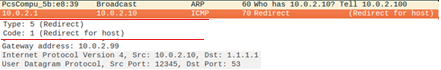 PcsCompu_5b:e8:39 Broadcast ARP 60 Who has 10.0.2.10? Tell 10.0.2.100
10.0.2.1 10.0.2.10 ICMP 70 Redirect (Redirect for host)
Type: 5 (Redirect)
Code: 1 (Redirect for host)
Gateway address: 10.0.2.99
Internet Protocol Version 4, Src: 10.0.2.10, Dst: 1.1.1.1
User Datagram Protocol, Src Port: 12345, Dst Port: 53